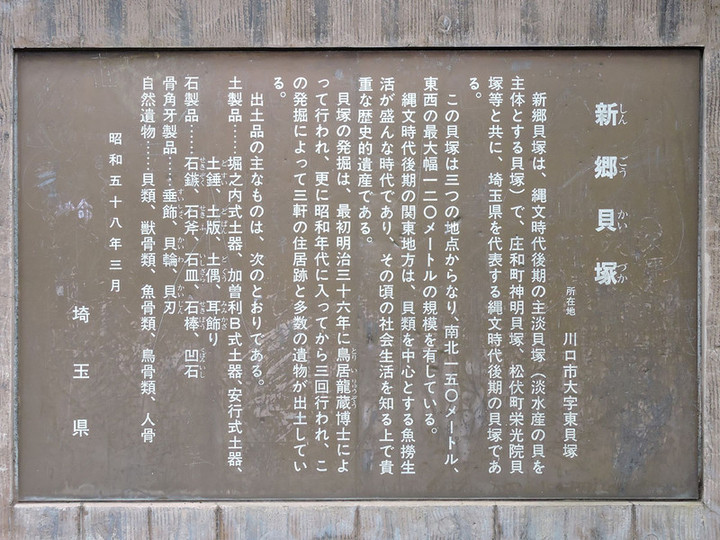 新郷貝塚
所在地 川口市大字東貝塚
新郷貝塚は、縄文時代後期の主淡貝塚（淡水産の貝を
主体とする貝塚）で、庄和町神明貝塚、松伏町栄光院貝
塚等と共に、埼玉県を代表する縄文時代後期の貝塚であ
る。
この貝塚は三つの地点からなり、南北一五〇メートル、
東西の最大幅一二〇メートルの規模を有している。
縄文時代後期の関東地方は、貝類を中心とする魚撈生
活が盛んな時代であり、その頃の社会生活を知る上で貴
重な歴史的遺産である。
貝塚の発掘は、最初明治三十六年に鳥居龍蔵博士によ
って行われ、更に昭和年代に入ってから三回行われ、こ
の発掘によって三軒の住居跡と多数の遺物が出土してい
る。
出土品の主なものは、次のとおりである。
土製品……堀之内式土器、加曽利B式土器、安行式土器、
土錘、土版、土偶、耳飾り
石製品……石鏃、石斧、石皿、石棒、凹石
骨角牙製品……垂飾、貝輪、貝刃
自然遺物……貝類、獣骨類、魚骨類、鳥骨類、人骨
昭和五十八年三月
埼玉県